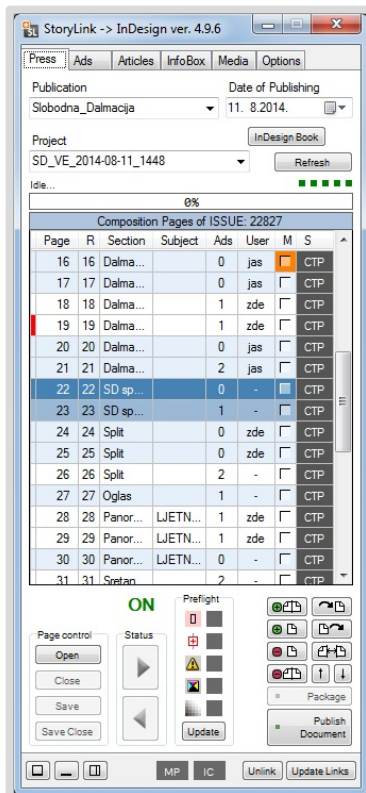 SL StoryLink -> InDesign ver. 4.9.6
Press Ads Articles InfoBox Media Options
Publication Date of Publishing
Slobodna_Dalmacija 11. 8.2014.
Project InDesign Book
SD_VE_2014-08-11_1448 Refresh
Idle...
0%
Composition Pages of ISSUE: 22827
Page R Section Subject Ads User M S
16 16 Dalma... 0 jas CTP
17 17 Dalma... 0 jas CTP
18 18 Dalma... 1 zde CTP
19 19 Dalma... 1 zde CTP
20 20 Dalma... 0 jas CTP
21 21 Dalma... 2 jas CTP
22 22 SD sp... 0 - CTP
23 23 SD sp... 1 - CTP
24 24 Split 0 zde CTP
25 25 Split 0 zde CTP
26 26 Split 2 - CTP
27 27 Oglas 1 - CTP
28 28 Panor... LJETN... 1 zde CTP
29 29 Panor... LJETN... 1 zde CTP
30 30 Panor... LJETN... 0 - CTP
31 31 Sretan 2 - CTP
ON Preflight
Page control Status
Open
Close
Save
Save Close Update
Package
Publish
Document
MP IC Unlink Update Links